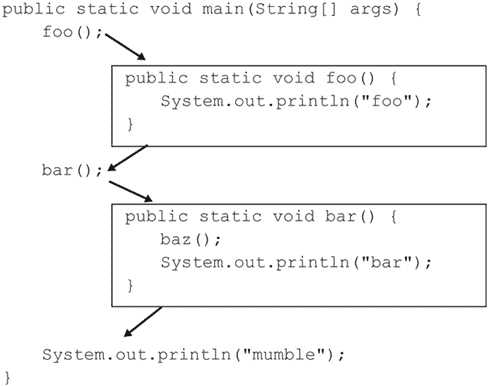 public static void main(String[] args) {
    foo();
        public static void foo() {
            System.out.println("foo");
        }
    bar();
        public static void bar() {
            baz();
            System.out.println("bar");
        }
    System.out.println("mumble");
}